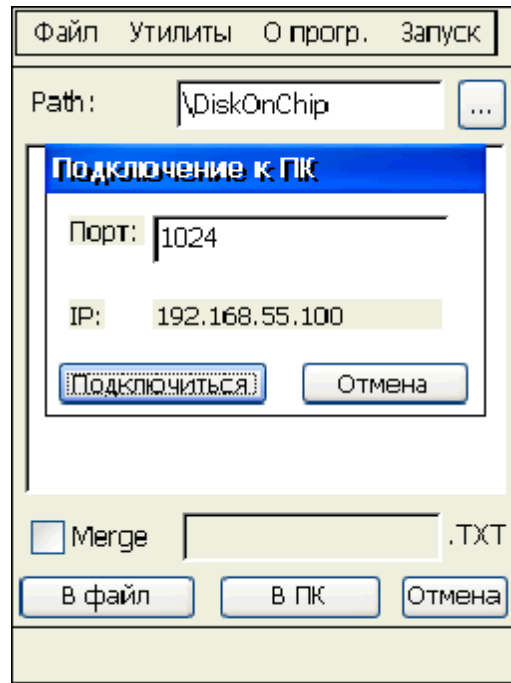 Файл Утилиты О прогр. Запуск
Path: \DiskOnChip ...
Подключение к ПК
Порт: 1024
IP: 192.168.55.100
Подключиться Отмена
Merge .TXT
В файл В ПК Отмена